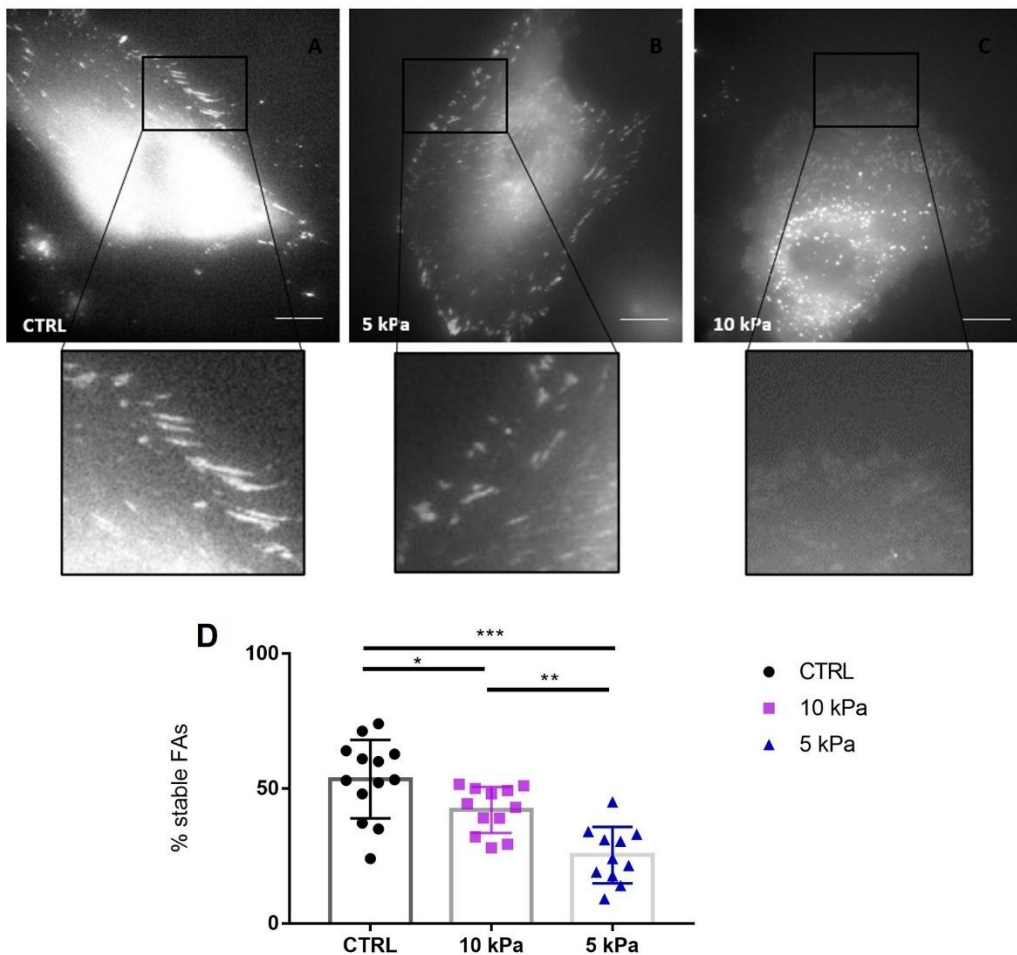 A
B
C
CTRL
5 kPa
10 kPa
D
***
*
**
100
50
0
% stable FAs
CTRL
10 kPa
5 kPa
CTRL
10 kPa
5 kPa